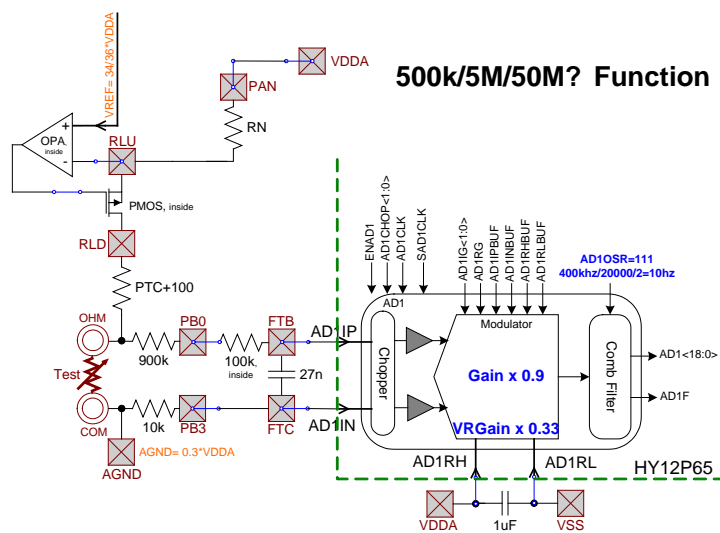 500k/5M/50M? Function
VREF= 34/36*VDDA
VDDA
PAN
RN
OPA, inside
+
-
RLU
PMOS, inside
RLD
PTC+100
OHM
Test
COM
900k
PB0
100k, inside
FTB
AD1IP
27n
10k
PB3
FTC
AD1IN
AGND= 0.3*VDDA
AGND
ENAD1
AD1CHOP<1:0>
AD1CLK
SAD1CLK
AD1IG<1:0>
AD1RG
AD1IPBUF
AD1INBUF
AD1RHBUF
AD1RLBUF
AD1OSR=111
400khz/20000/2=10hz
AD1
Chopper
Modulator
Gain x 0.9
VRGain x 0.33
Comb Filter
AD1<18:0>
AD1F
AD1RH
AD1RL
HY12P65
VDDA
1uF
VSS